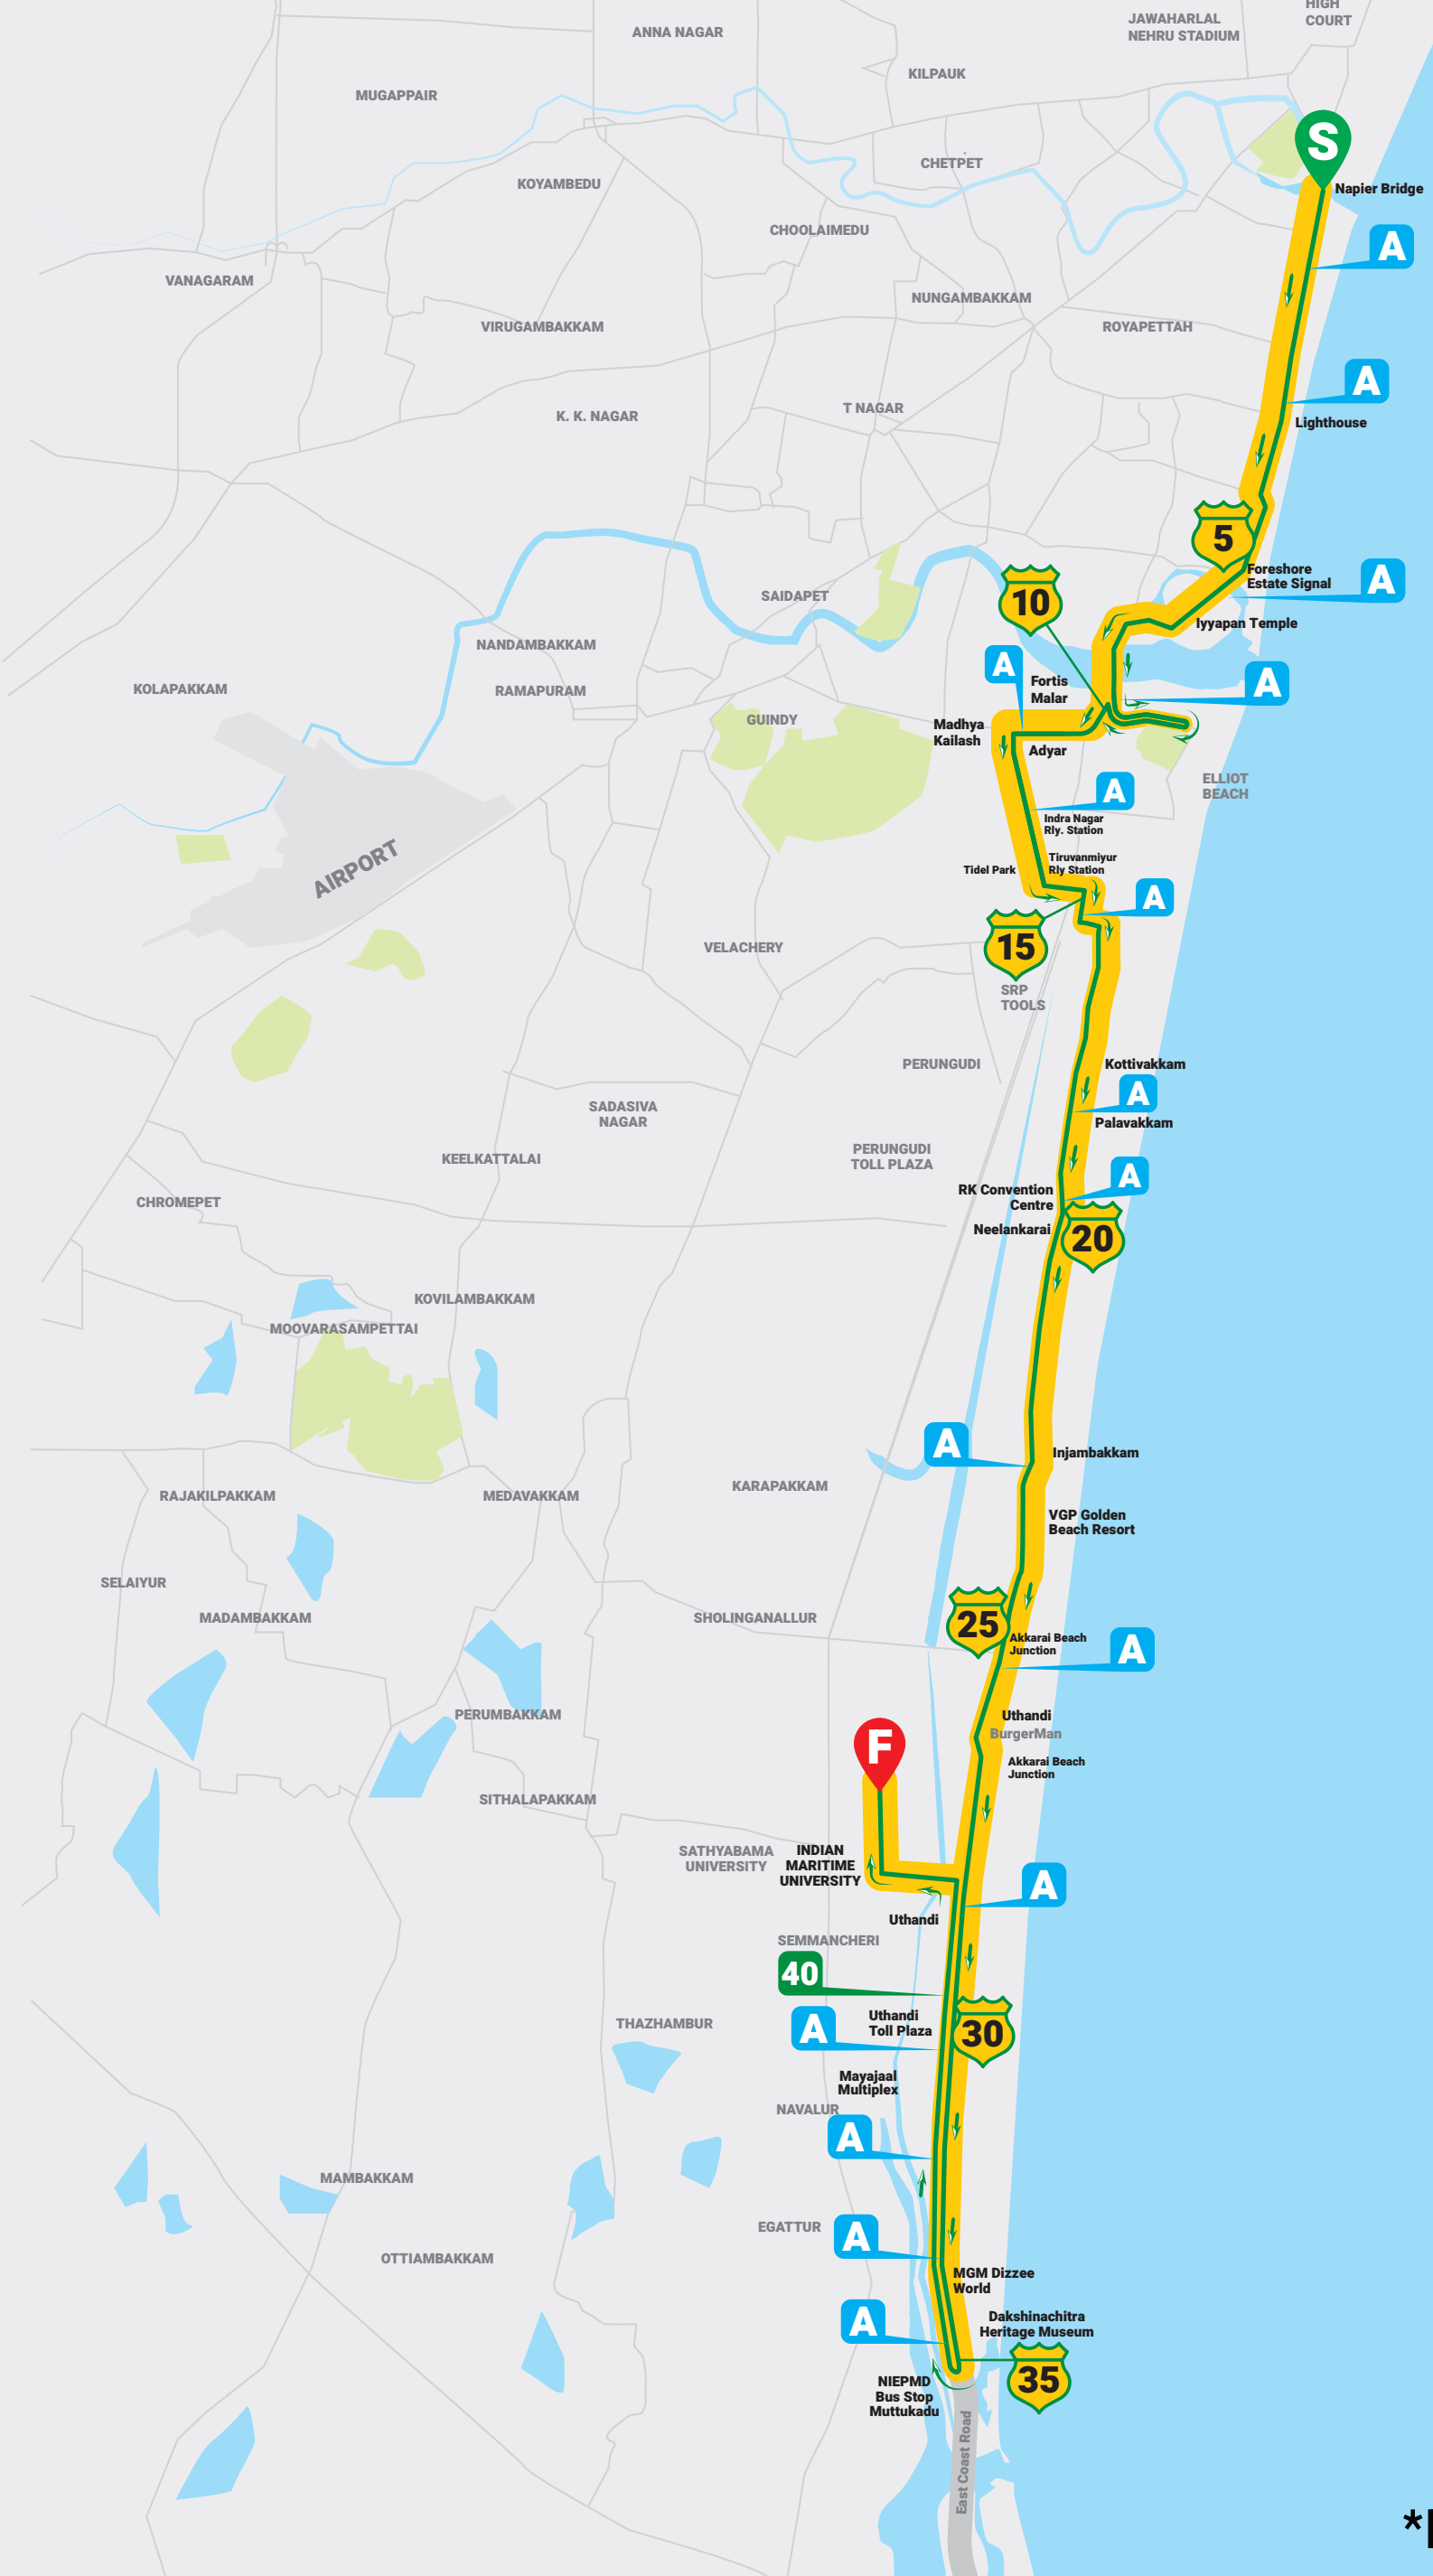 HIGH
COURT
JAWAHARLAL
NEHRU STADIUM
ANNA NAGAR
KILPAUK
MUGAPPAIR
S
CHETPET
KOYAMBEDU
Napier Bridge
CHOOLAIMEDU
A
VANAGARAM
NUNGAMBAKKAM
VIRUGAMBAKKAM
ROYAPETTAH
A
T NAGAR
K. K. NAGAR
Lighthouse
5
Foreshore
Estate Signal
A
SAIDAPET
10
Iyyapan Temple
NANDAMBAKKAM
A
Fortis
Malar
A
KOLAPAKKAM
RAMAPURAM
GUINDY
Madhya
Kailash
Adyar
ELLIOT
BEACH
A
Indra Nagar
Rly. Station
AIRPORT
Tidel Park
Tiruvanmiyur
Rly Station
A
VELACHERY
15
SRP
TOOLS
PERUNGUDI
Kottivakkam
A
SADASIVA
NAGAR
Palavakkam
KEELKATTALAI
PERUNGUDI
TOLL PLAZA
A
CHROMEPET
RK Convention
Centre
Neelankarai
20
KOVILAMBAKKAM
MOOVARASAMPETTAI
A
Injambakkam
KARAPAKKAM
RAJAKILPAKKAM
MEDAVAKKAM
VGP Golden
Beach Resort
SELAIYUR
MADAMBAKKAM
SHOLINGANALLUR
25
Akkarai Beach
Junction
A
PERUMBAKKAM
Uthandi
BurgerMan
F
Akkarai Beach
Junction
SITHALAPAKKAM
SATHYABAMA
UNIVERSITY
INDIAN
MARITIME
UNIVERSITY
A
Uthandi
SEMMANCHERI
40
THAZHAMBUR
A
Uthandi
Toll Plaza
30
Mayajaal
Multiplex
NAVALUR
A
MAMBAKKAM
EGATTUR
A
OTTIAMBAKKAM
MGM Dizzee
World
A
Dakshinachitra
Heritage Museum
35
NIEPMD
Bus Stop
Muttukadu
East Coast Road
*